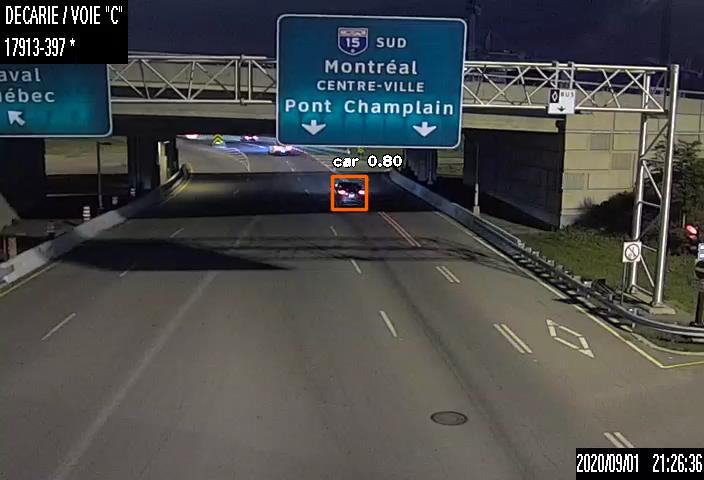 DECARIE / VOIE "C"
17913-397 *
aval
ébec
15 SUD
Montréal
CENTRE-VILLE
Pont Champlain
BUS
car 0.80
2020/09/01 21:26:36